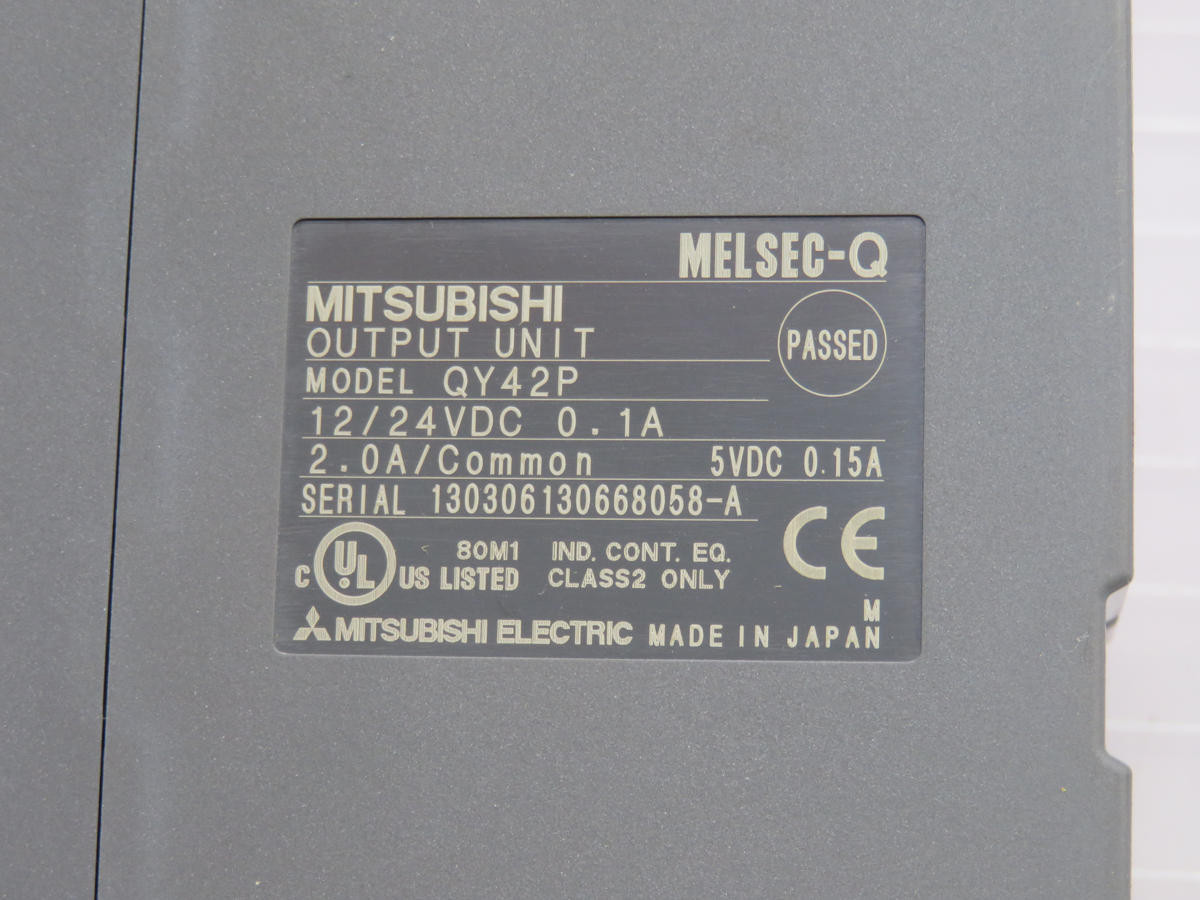 MELSEC-Q
MITSUBISHI
OUTPUT UNIT
PASSED
MODEL QY42P
12/24VDC 0.1A
2.0A/Common 5VDC 0.15A
SERIAL 130306130668058-A
CE
C UL US LISTED 80M1 IND. CONT. EQ.
CLASS2 ONLY
M
MITSUBISHI ELECTRIC MADE IN JAPAN